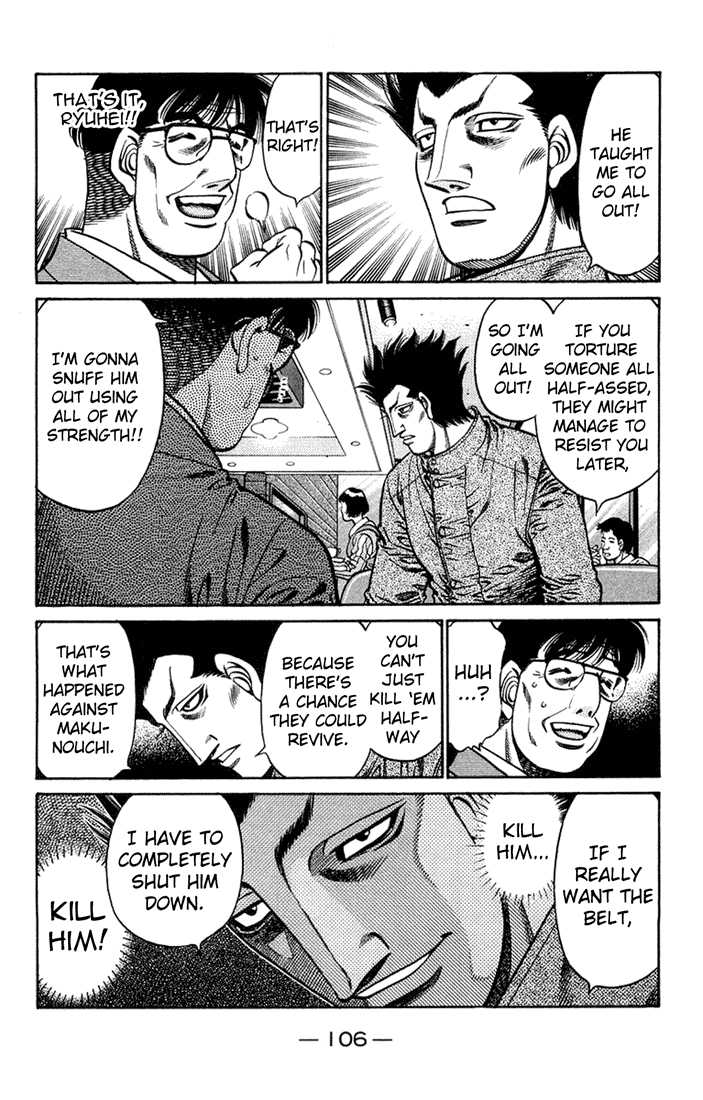 HE
TAUGHT
ME TO
GO ALL
OUT!
THAT'S
RIGHT!
THAT'S IT,
RYUHEI!!
IF YOU
TORTURE
SOMEONE ALL
HALF-ASSED,
THEY MIGHT
MANAGE TO
RESIST YOU
LATER,
SO I'M
GOING
ALL
OUT!
I'M GONNA
SNUFF HIM
OUT USING
ALL OF MY
STRENGTH!!
HUH
...?
YOU
CAN'T
JUST
KILL 'EM
HALF-
WAY
BECAUSE
THERE'S
A CHANCE
THEY COULD
REVIVE.
THAT'S
WHAT
HAPPENED
AGAINST
MAKU-
NOUCHI.
IF I
REALLY
WANT THE
BELT,
KILL
HIM...
I HAVE TO
COMPLETELY
SHUT HIM
DOWN.
KILL
HIM!
— 106 —